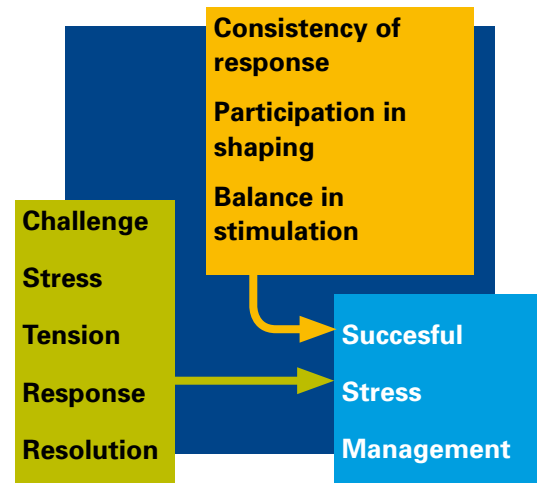 Consistency of
response
Participation in
shaping
Balance in
stimulation
Challenge
Stress
Tension
Response
Resolution
Succesful
Stress
Management